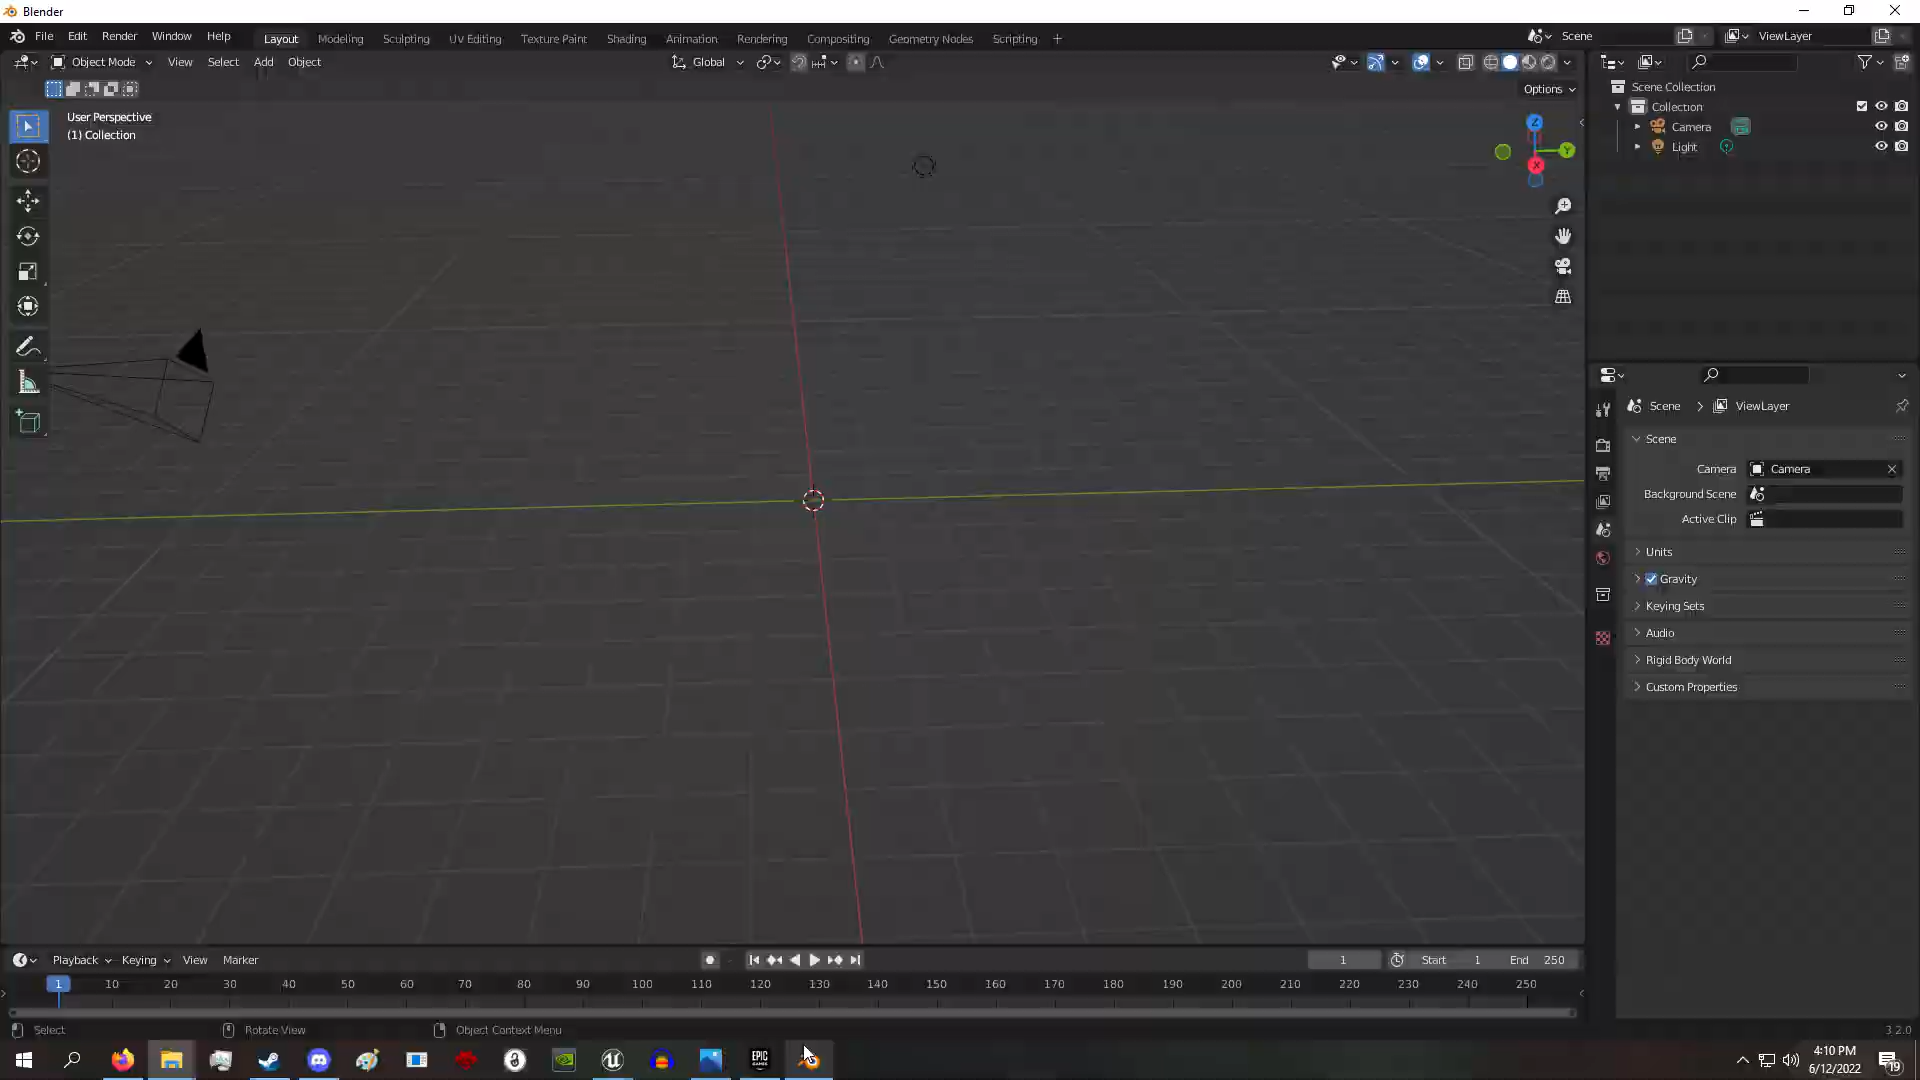 Blender
File Edit Render Window Help Layout Modeling Sculpting UV Editing Texture Paint Shading Animation Rendering Compositing Geometry Nodes Scripting + Scene ViewLayer
Object Mode View Select Add Object Global
Options
User Perspective
(1) Collection
Z
Y
X
Scene Collection
Collection
Camera
Light
Scene > ViewLayer
Scene
Camera Camera
Background Scene
Active Clip
Units
Gravity
Keying Sets
Audio
Rigid Body World
Custom Properties
Playback Keying View Marker 1 Start 1 End 250
1 10 20 30 40 50 60 70 80 90 100 110 120 130 140 150 160 170 180 190 200 210 220 230 240 250
Select Rotate View Object Context Menu 3.2.0
EPIC
GAMES
4:10 PM
6/12/2022
19